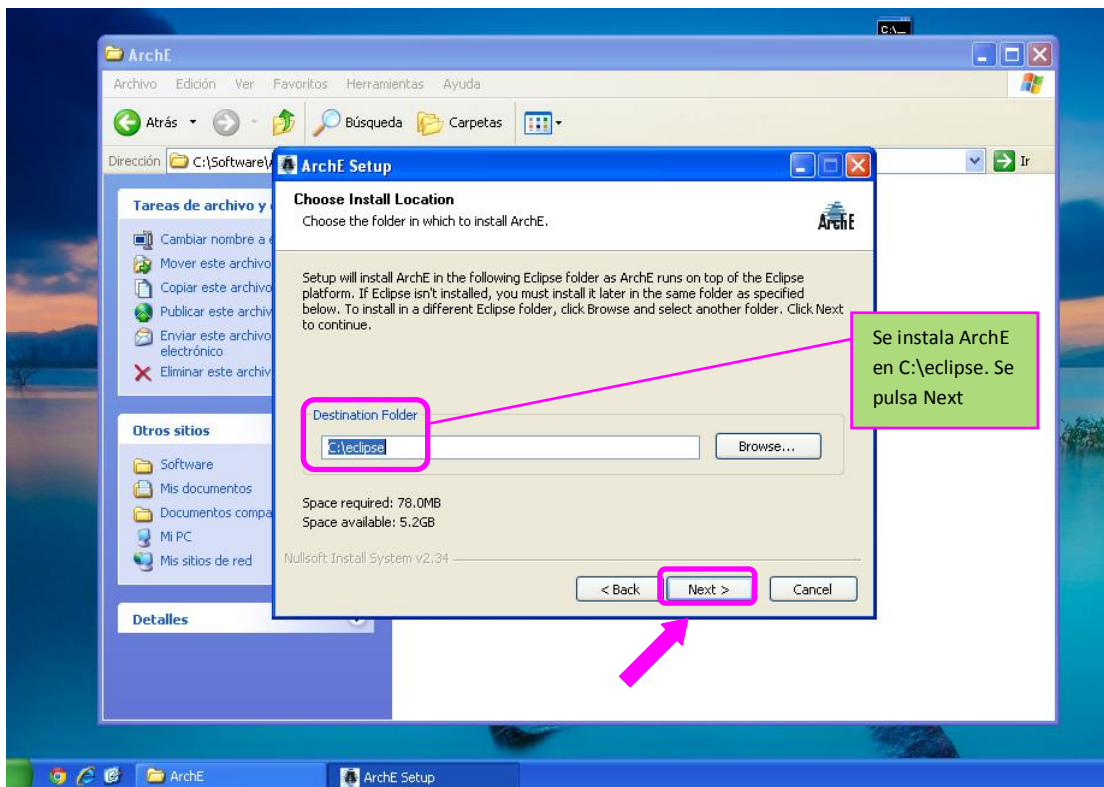 C:\_
ArchE
Archivo Edición Ver Favoritos Herramientas Ayuda
Atrás Búsqueda Carpetas
Dirección C:\Software\ Ir
Tareas de archivo y
Cambiar nombre a
Mover este archivo
Copiar este archivo
Publicar este archiv
Enviar este archivo
electrónico
Eliminar este archiv
Otros sitios
Software
Mis documentos
Documentos compa
Mi PC
Mis sitios de red
Detalles
ArchE Setup
Choose Install Location
Choose the folder in which to install ArchE.
ArchE
Setup will install ArchE in the following Eclipse folder as ArchE runs on top of the Eclipse
platform. If Eclipse isn't installed, you must install it later in the same folder as specified
below. To install in a different Eclipse folder, click Browse and select another folder. Click Next
to continue.
Destination Folder
C:\eclipse
Browse...
Space required: 78.0MB
Space available: 5.2GB
Nullsoft Install System v2.34
< Back Next > Cancel
Se instala ArchE
en C:\eclipse. Se
pulsa Next
ArchE ArchE Setup